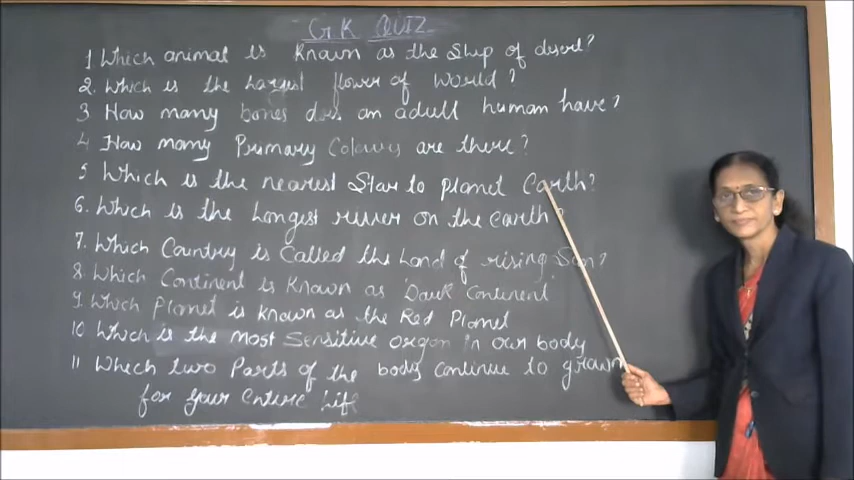 GK QUIZ
1 Which animal is known as the Ship of desert?
2. Which is the largest flower of World?
3 How many bones does an adult human have?
4 How many Primary Colours are there?
5 Which is the nearest Star to planet Earth?
6. Which is the longest river on the earth?
7. Which Country is Called the Land of rising Sun?
8 Which Continent is Known as Dark Continent
9. Which Planet is known as the Red Planet
10 Which is the most Sensitive organ in our body
11 Which two Parts of the body Continue to grown
for your entire Life